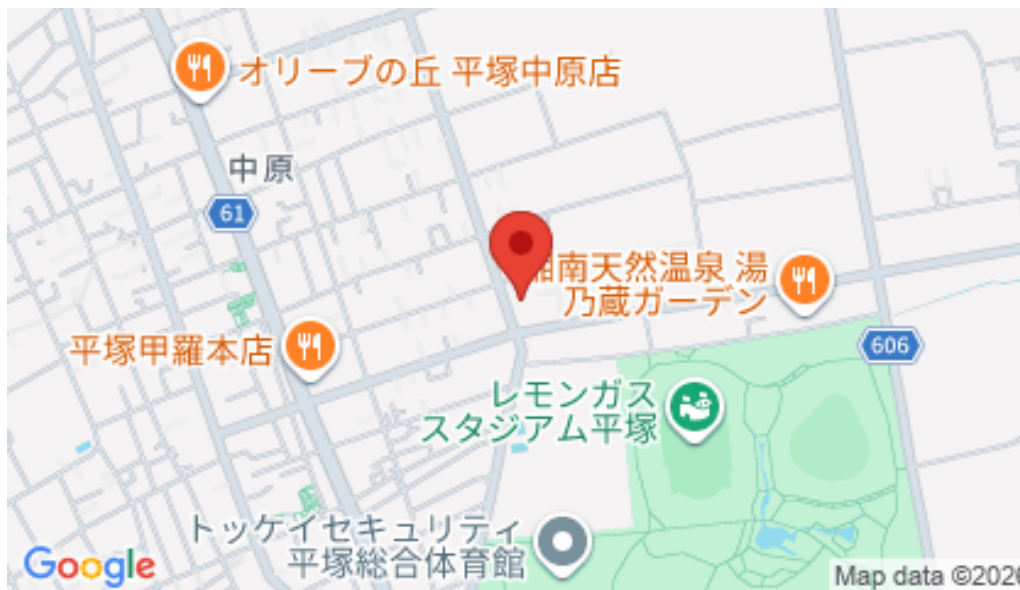 オリーブの丘 平塚中原店
中原
61
湘南天然温泉 湯
乃蔵ガーデン
平塚甲羅本店
606
レモンガス
スタジアム平塚
トッケイセキュリティ
平塚総合体育館
Google
Map data ©2026